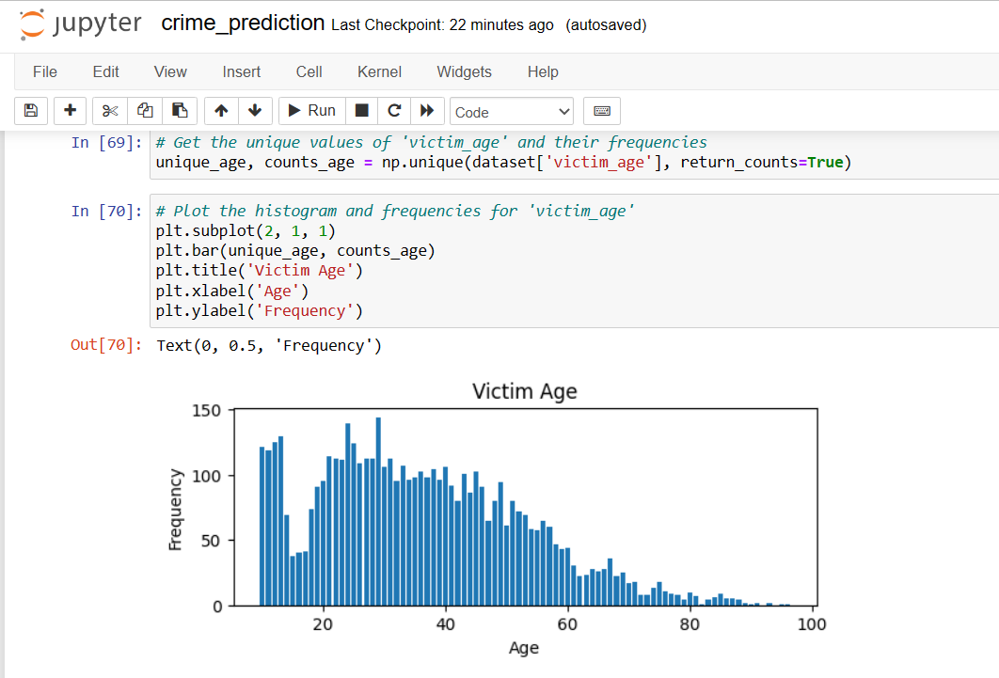 jupyter crime_prediction Last Checkpoint: 22 minutes ago (autosaved)
File Edit View Insert Cell Kernel Widgets Help
Run Code
In [69]: # Get the unique values of 'victim_age' and their frequencies
unique_age, counts_age = np.unique(dataset['victim_age'], return_counts=True)
In [70]: # Plot the histogram and frequencies for 'victim_age'
plt.subplot(2, 1, 1)
plt.bar(unique_age, counts_age)
plt.title('Victim Age')
plt.xlabel('Age')
plt.ylabel('Frequency')
Out[70]: Text(0, 0.5, 'Frequency')
Victim Age
150
100
50
0
Frequency
20 40 60 80 100
Age